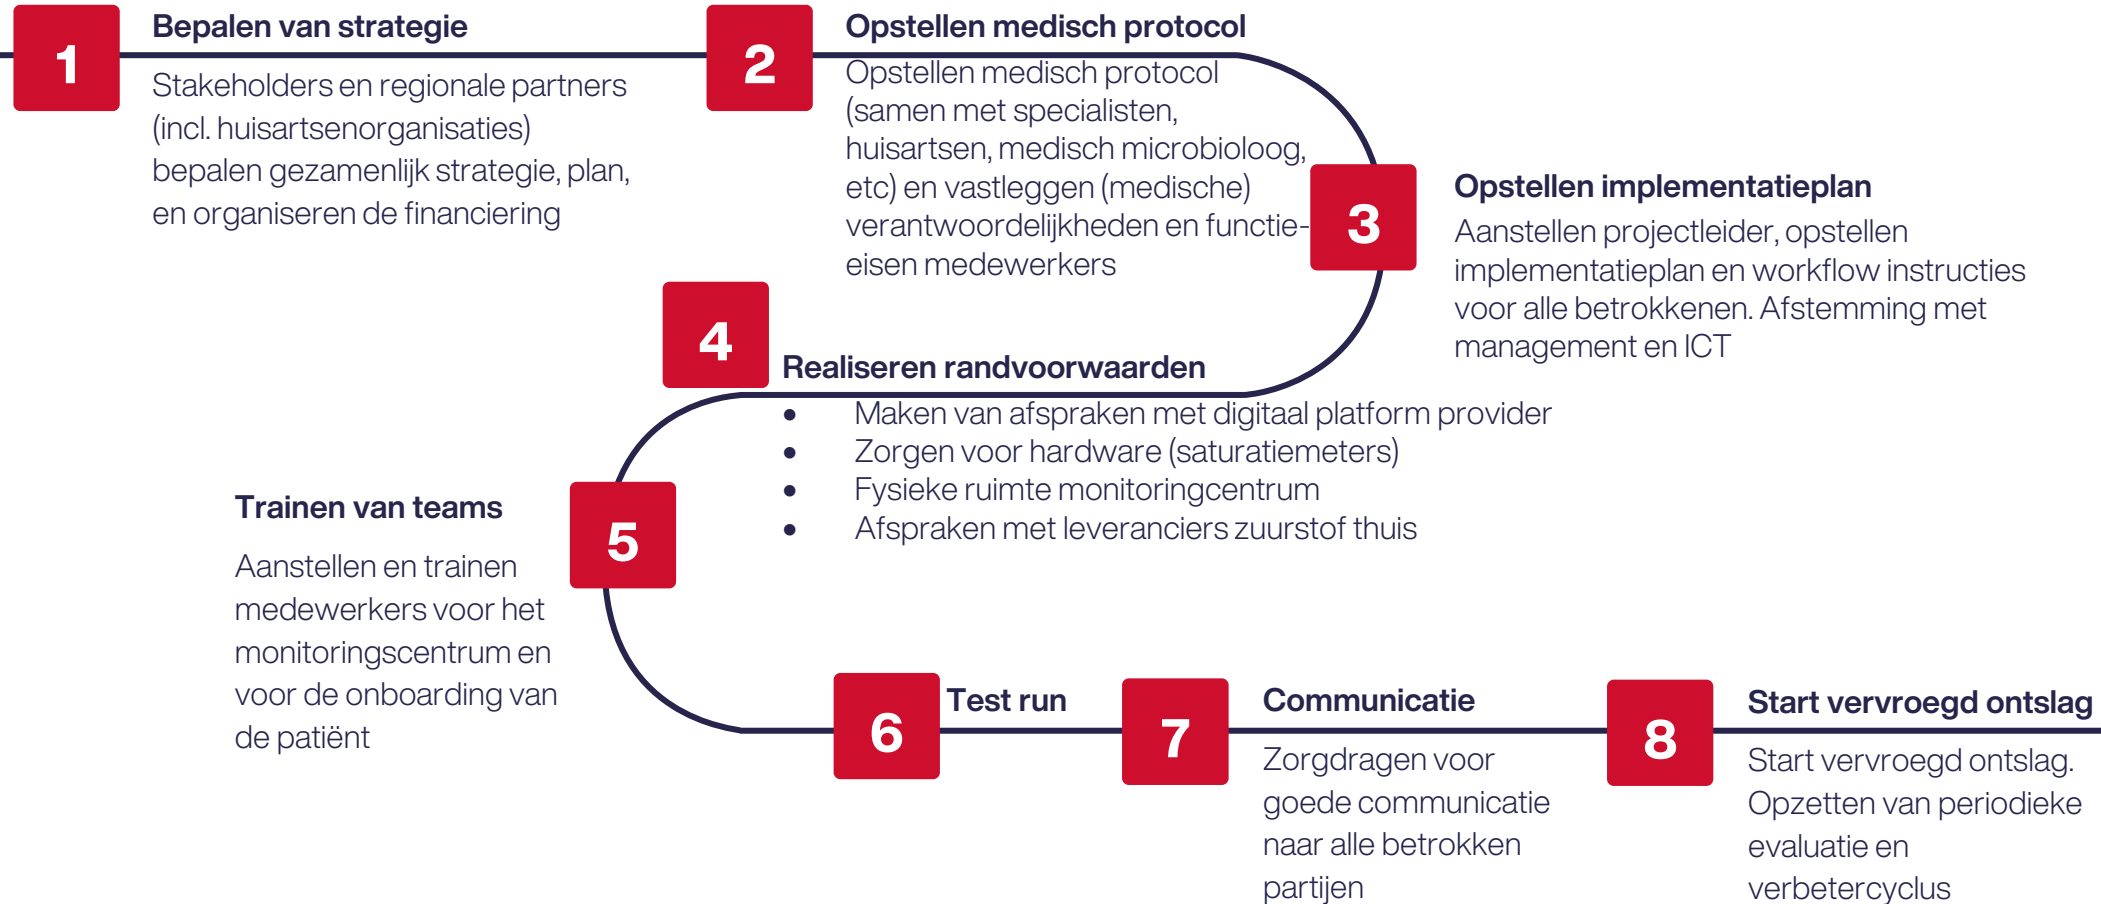 1
Bepalen van strategie
Stakeholders en regionale partners
(incl. huisartsenorganisaties)
bepalen gezamenlijk strategie, plan,
en organiseren de financiering
2
Opstellen medisch protocol
Opstellen medisch protocol
(samen met specialisten,
huisartsen, medisch microbioloog,
etc) en vastleggen (medische)
verantwoordelijkheden en functie-
eisen medewerkers
3
Opstellen implementatieplan
Aanstellen projectleider, opstellen
implementatieplan en workflow instructies
voor alle betrokkenen. Afstemming met
management en ICT
4
Realiseren randvoorwaarden
• Maken van afspraken met digitaal platform provider
• Zorgen voor hardware (saturatiemeters)
• Fysieke ruimte monitoringcentrum
• Afspraken met leveranciers zuurstof thuis
5
Trainen van teams
Aanstellen en trainen
medewerkers voor het
monitoringscentrum en
voor de onboarding van
de patiënt
6
Test run
7
Communicatie
Zorgdragen voor
goede communicatie
naar alle betrokken
partijen
8
Start vervroegd ontslag
Start vervroegd ontslag.
Opzetten van periodieke
evaluatie en
verbetercyclus